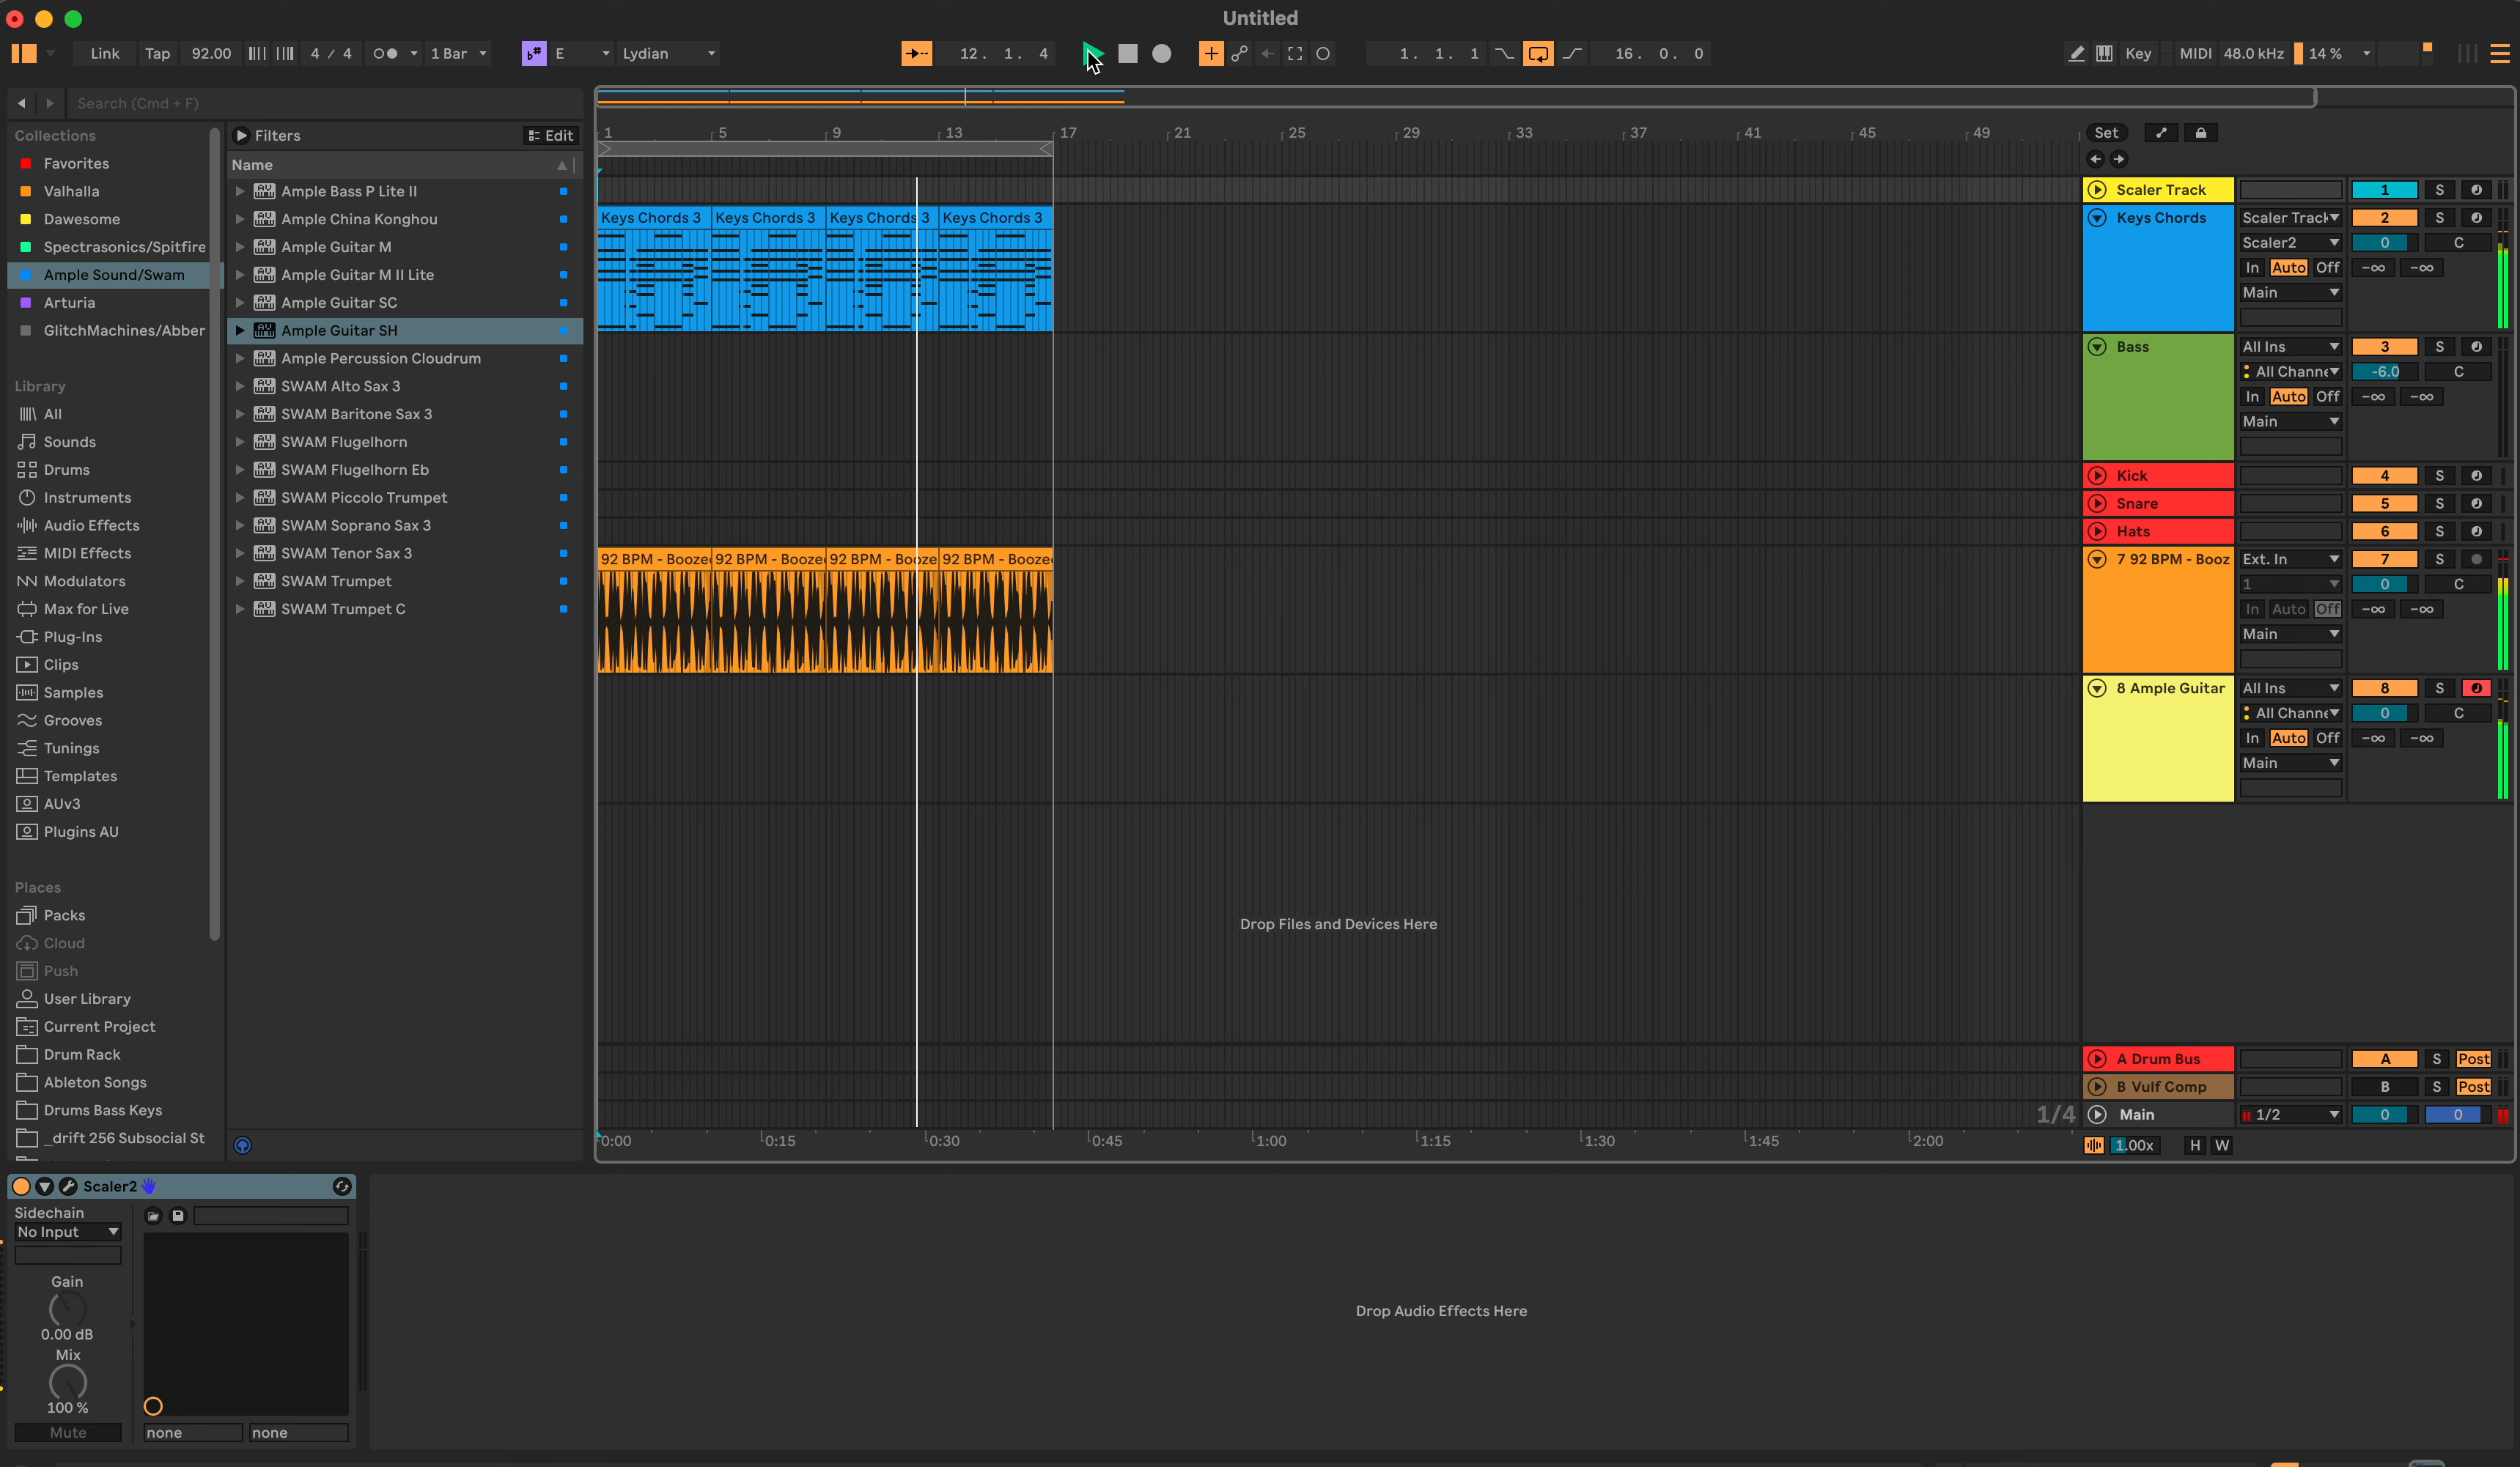 Untitled
Link Tap 92.00 4 / 4 1 Bar E Lydian 12. 1. 4 1. 1. 1 16. 0. 0 Key MIDI 48.0 kHz 14 %
Search (Cmd + F)
Collections
Favorites
Valhalla
Dawesome
Spectrasonics/Spitfire
Ample Sound/Swam
Arturia
GlitchMachines/Abber
Library
All
Sounds
Drums
Instruments
Audio Effects
MIDI Effects
Modulators
Max for Live
Plug-Ins
Clips
Samples
Grooves
Tunings
Templates
AUv3
Plugins AU
Places
Packs
Cloud
Push
User Library
Current Project
Drum Rack
Ableton Songs
Drums Bass Keys
_drift 256 Subsocial St
Filters Edit
Name
Ample Bass P Lite II
Ample China Konghou
Ample Guitar M
Ample Guitar M II Lite
Ample Guitar SC
Ample Guitar SH
Ample Percussion Cloudrum
SWAM Alto Sax 3
SWAM Baritone Sax 3
SWAM Flugelhorn
SWAM Flugelhorn Eb
SWAM Piccolo Trumpet
SWAM Soprano Sax 3
SWAM Tenor Sax 3
SWAM Trumpet
SWAM Trumpet C
1 5 9 13 17 21 25 29 33 37 41 45 49
Set
Keys Chords 3 Keys Chords 3 Keys Chords 3 Keys Chords 3
92 BPM - Booze 92 BPM - Booze 92 BPM - Booze 92 BPM - Booze
Drop Files and Devices Here
1/4
0:00 0:15 0:30 0:45 1:00 1:15 1:30 1:45 2:00
Scaler Track 1 S
Keys Chords Scaler Track 2 S
Scaler2 0 C
In Auto Off -∞ -∞
Main
Bass All Ins 3 S
All Channe -6.0 C
In Auto Off -∞ -∞
Main
Kick 4 S
Snare 5 S
Hats 6 S
7 92 BPM - Booz Ext. In 7 S
1 0 C
In Auto Off -∞ -∞
Main
8 Ample Guitar All Ins 8 S
All Channe 0 C
In Auto Off -∞ -∞
Main
A Drum Bus A S Post
B Vulf Comp B S Post
Main 1/2 0 0
1.00x H W
Scaler2
Sidechain
No Input
Gain
0.00 dB
Mix
100 %
Mute
none none
Drop Audio Effects Here